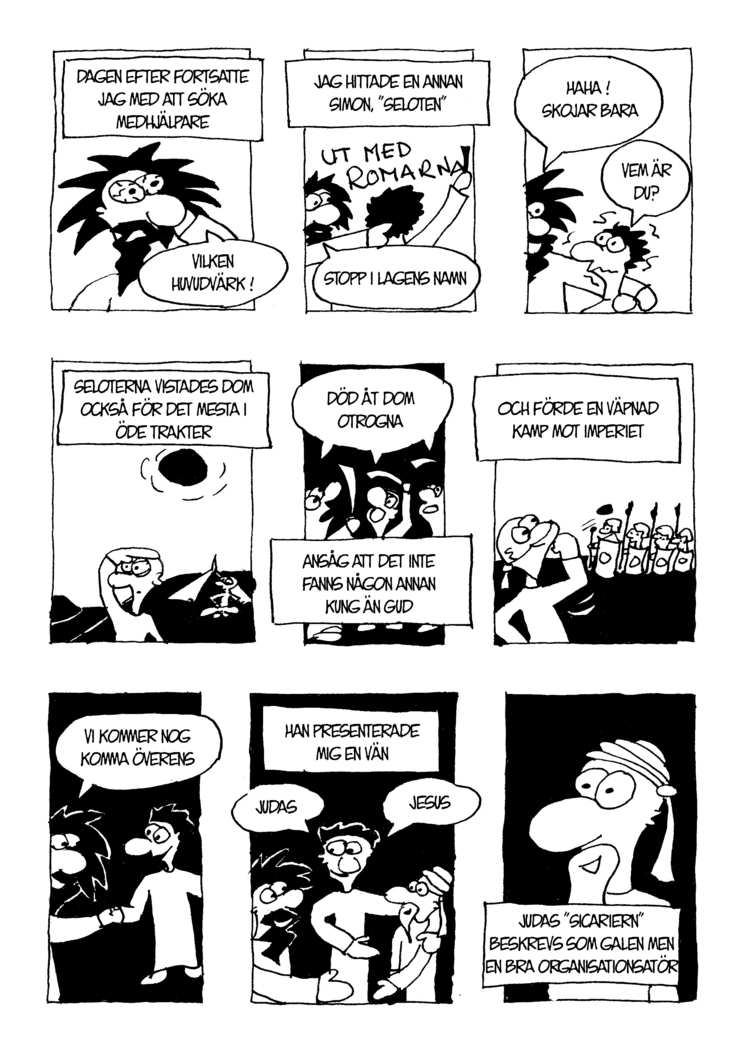 DAGEN EFTER FORTSATTE
JAG MED ATT SÖKA
MEDHJÄLPARE
VILKEN
HUVUDVÄRK !
JAG HITTADE EN ANNAN
SIMON, "SELOTEN"
UT MED
ROMARNA!
STOPP I LAGENS NAMN
HAHA !
SKOJAR BARA
VEM ÄR
DU?
SELOTERNA VISTADES DOM
OCKSÅ FÖR DET MESTA I
ÖDE TRAKTER
DÖD ÅT DOM
OTROGNA
ANSÅG ATT DET INTE
FANNS NÅGON ANNAN
KUNG ÄN GUD
OCH FÖRDE EN VÄPNAD
KAMP MOT IMPERIET
VI KOMMER NOG
KOMMA ÖVERENS
HAN PRESENTERADE
MIG EN VÄN
JUDAS
JESUS
JUDAS "SICARIERN"
BESKREVS SOM GALEN MEN
EN BRA ORGANISATIONSATÖR